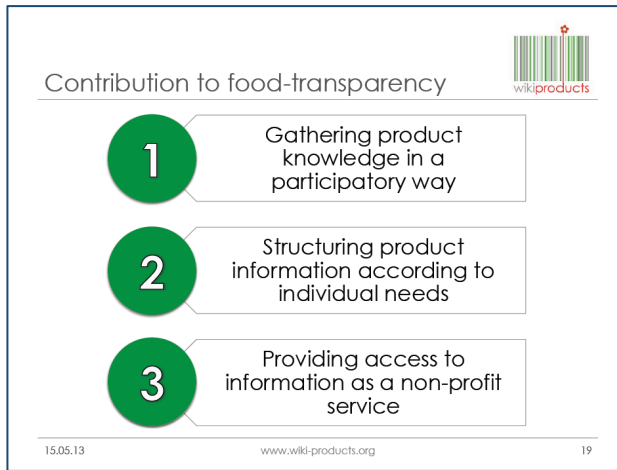 Contribution to food-transparency
wikiproducts
1
Gathering product
knowledge in a
participatory way
2
Structuring product
information according to
individual needs
3
Providing access to
information as a non-profit
service
15.05.13
www.wiki-products.org
19